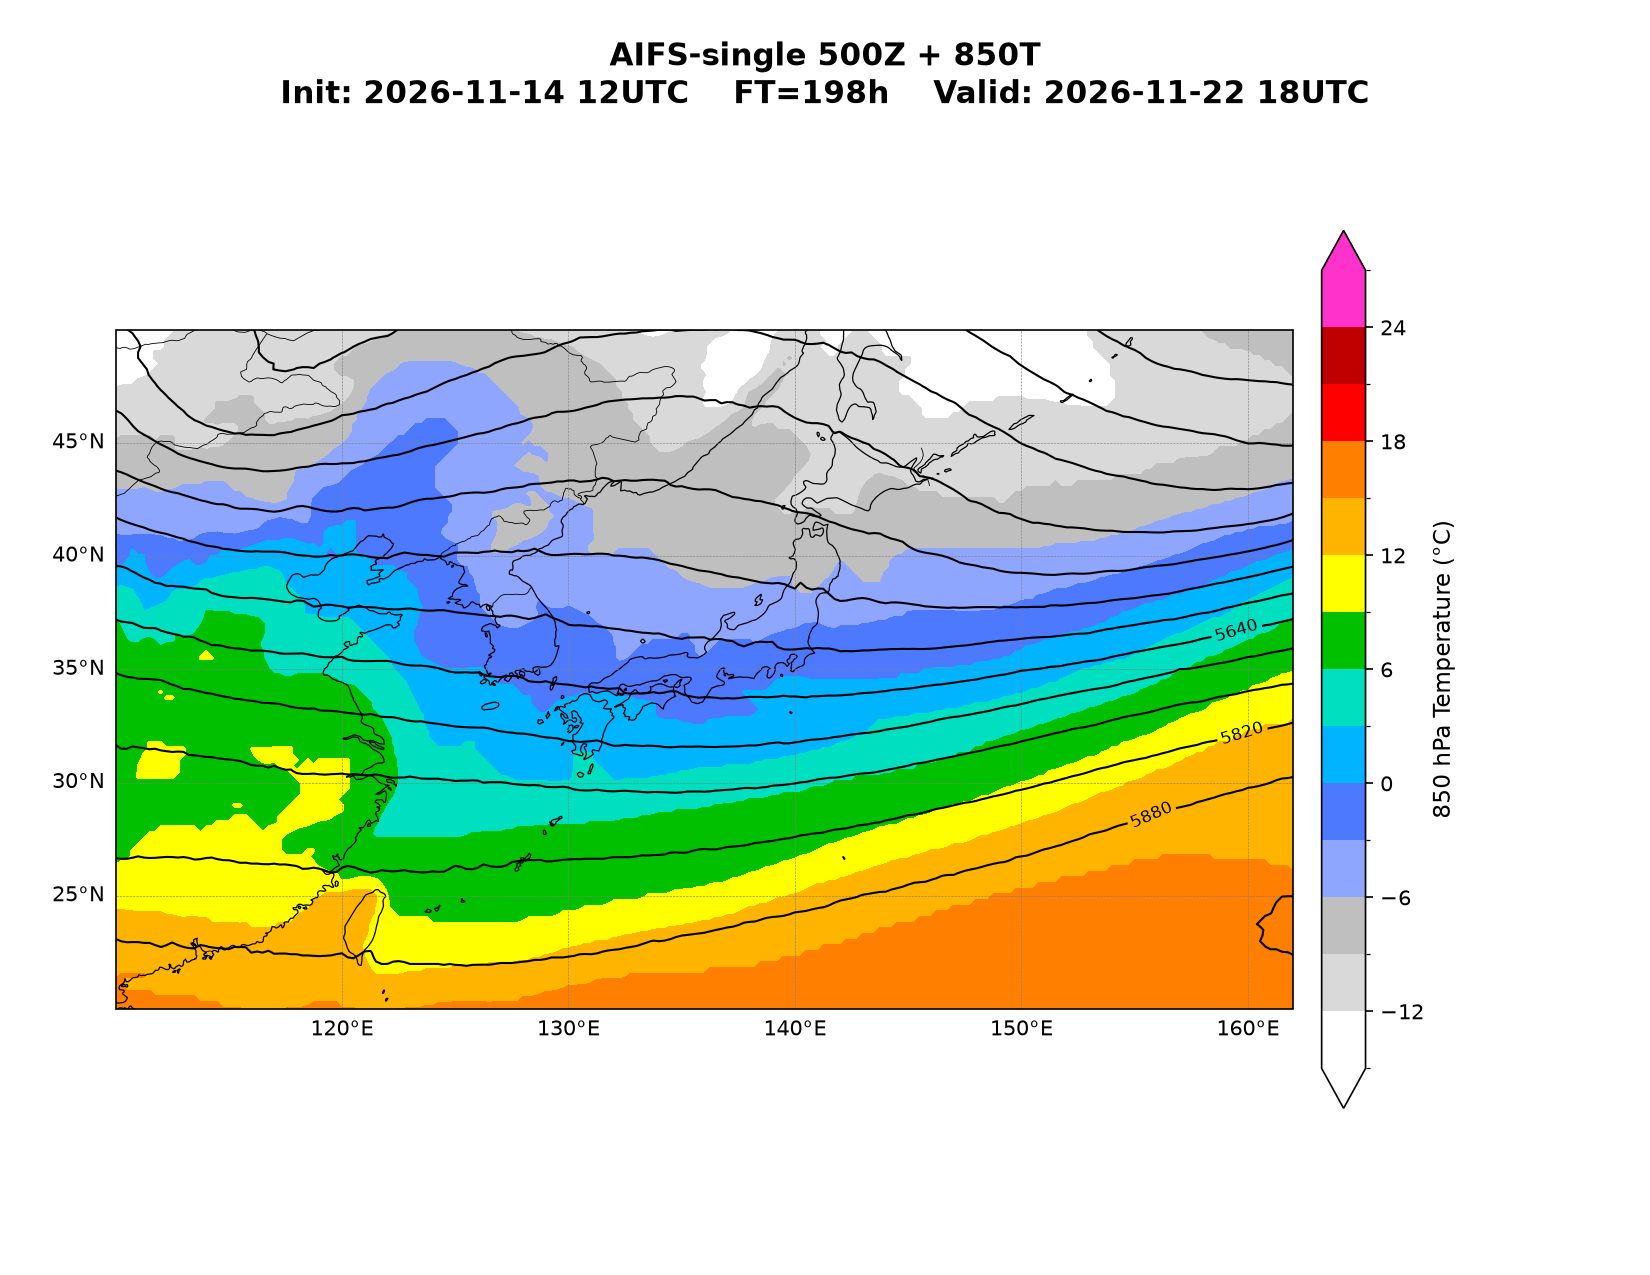 AIFS-single 500Z + 850T
Init: 2026-11-14 12UTC    FT=198h    Valid: 2026-11-22 18UTC
45°N
40°N
35°N
30°N
25°N
120°E
130°E
140°E
150°E
160°E
5640
5820
5880
24
18
12
6
0
−6
−12
850 hPa Temperature (°C)